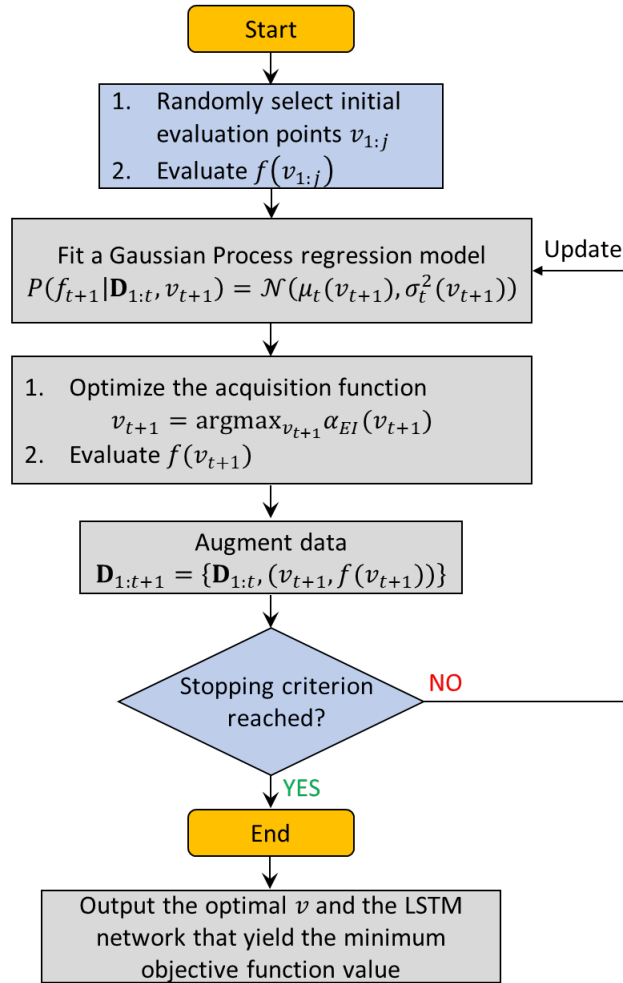 Start
1. Randomly select initial
evaluation points 𝑣₁:ⱼ
2. Evaluate 𝑓(𝑣₁:ⱼ)
Fit a Gaussian Process regression model
𝑃(𝑓ₜ₊₁|𝐃₁:ₜ, 𝑣ₜ₊₁) = 𝒩(𝜇ₜ(𝑣ₜ₊₁), 𝜎ₜ²(𝑣ₜ₊₁))
Update
1. Optimize the acquisition function
𝑣ₜ₊₁ = argmax_𝑣ₜ₊₁ 𝛼_𝐸𝐼(𝑣ₜ₊₁)
2. Evaluate 𝑓(𝑣ₜ₊₁)
Augment data
𝐃₁:ₜ₊₁ = {𝐃₁:ₜ, (𝑣ₜ₊₁, 𝑓(𝑣ₜ₊₁))}
Stopping criterion
reached?
NO
YES
End
Output the optimal 𝑣 and the LSTM
network that yield the minimum
objective function value